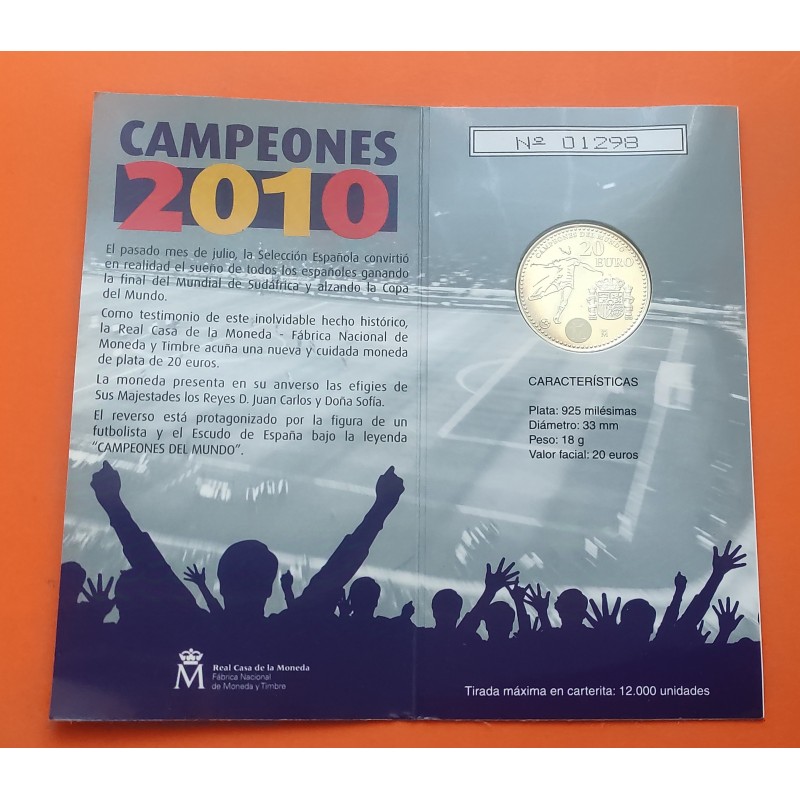 CAMPEONES
2010
El pasado mes de julio, la Selección Española convirtió
en realidad el sueño de todos los españoles ganando
la final del Mundial de Sudáfrica y alzando la Copa
del Mundo.
Como testimonio de este inolvidable hecho histórico,
la Real Casa de la Moneda - Fábrica Nacional de
Moneda y Timbre acuña una nueva y cuidada moneda
de plata de 20 euros.
La moneda presenta en su anverso las efigies de
Sus Majestades los Reyes D. Juan Carlos y Doña Sofía.
El reverso está protagonizado por la figura de un
futbolista y el Escudo de España bajo la leyenda
“CAMPEONES DEL MUNDO”.
M
Real Casa de la Moneda
Fábrica Nacional
de Moneda y Timbre
Nº 01298
CAMPEONES DEL MUNDO
20
EURO
CARACTERÍSTICAS
Plata: 925 milésimas
Diámetro: 33 mm
Peso: 18 g
Valor facial: 20 euros
Tirada máxima en carterita: 12.000 unidades